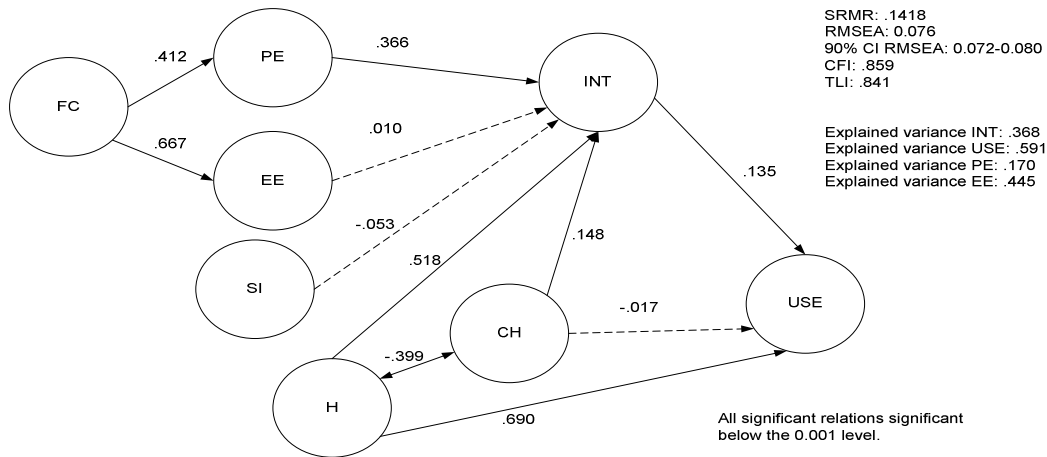 SRMR: .1418
RMSEA: 0.076
90% CI RMSEA: 0.072-0.080
CFI: .859
TLI: .841
Explained variance INT: .368
Explained variance USE: .591
Explained variance PE: .170
Explained variance EE: .445
FC
.412
PE
.366
INT
.667
EE
.010
.135
SI
-.053
.518
.148
CH
-.017
USE
-.399
H
.690
All significant relations significant
below the 0.001 level.